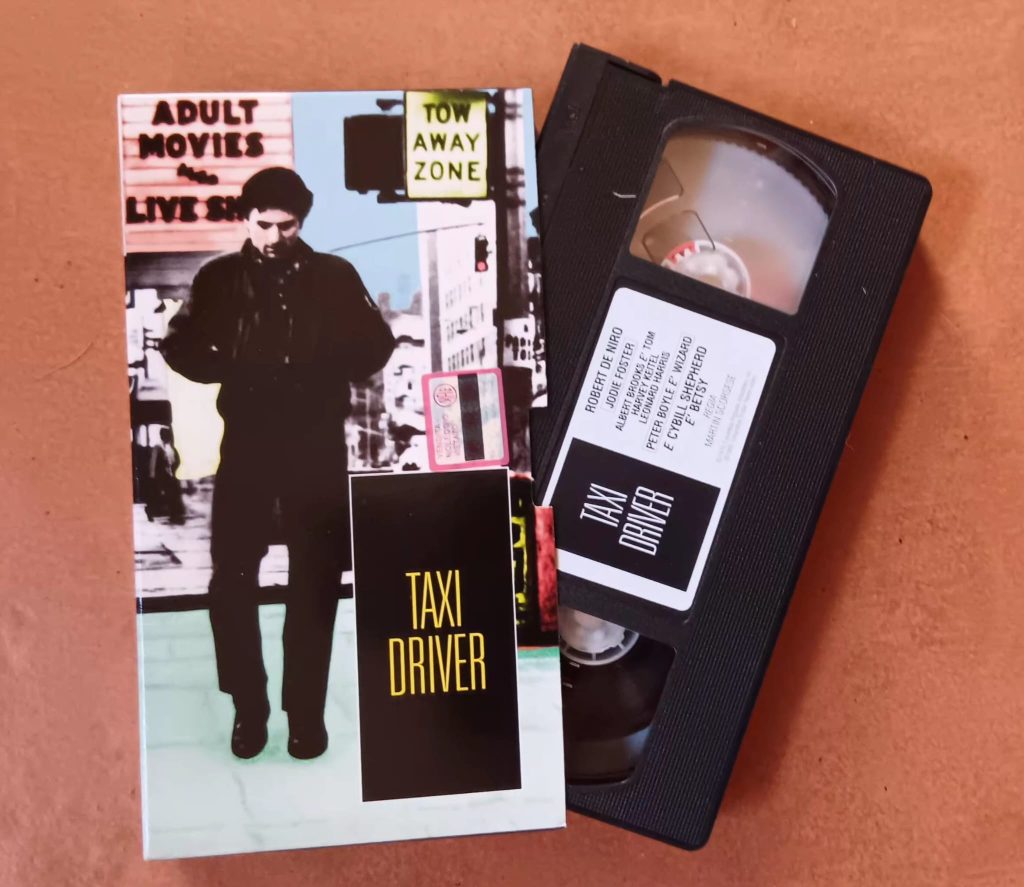 ADULT
MOVIES
LIVE SH
TOW
AWAY
ZONE
TAXI
DRIVER
ROBERT DE NIRO
JODIE FOSTER
ALBERT BROOKS E' TOM
HARVEY KEITEL
LEONARD HARRIS
PETER BOYLE E' WIZARD
E CYBILL SHEPHERD
E' BETSY
REGIA
MARTIN SCORSESE
TAXI
DRIVER